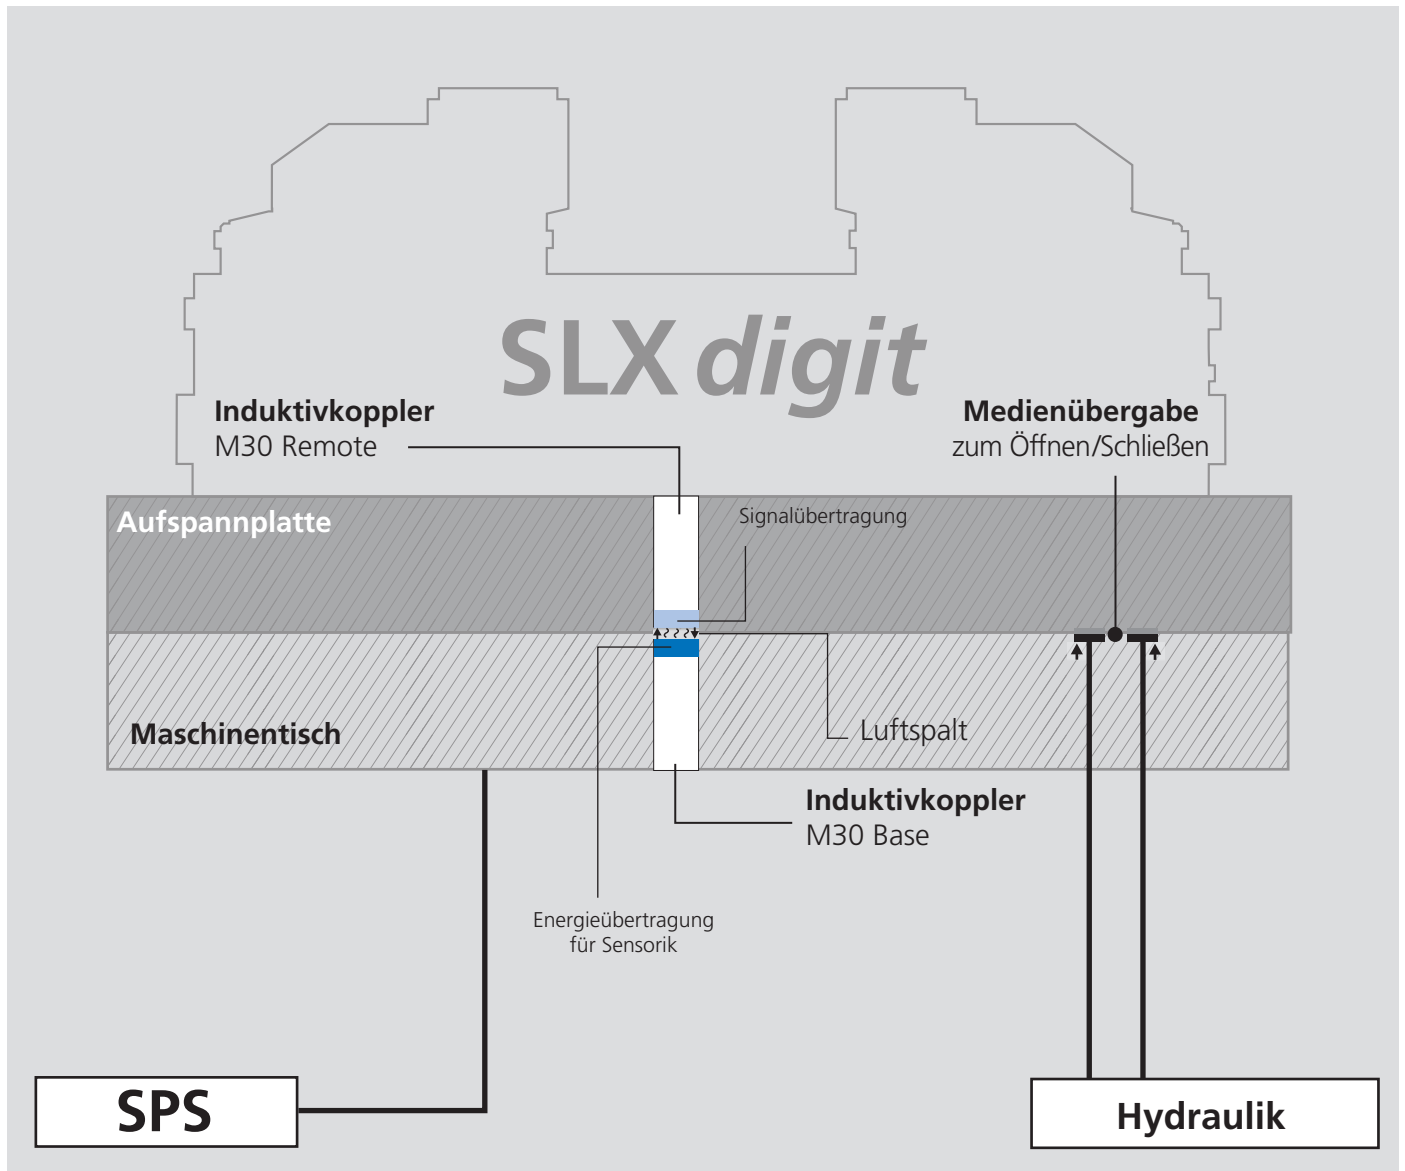 SLX digit
Induktivkoppler
M30 Remote
Medienübergabe
zum Öffnen/Schließen
Aufspannplatte
Signalübertragung
Maschinentisch
Luftspalt
Induktivkoppler
M30 Base
Energieübertragung
für Sensorik
SPS
Hydraulik